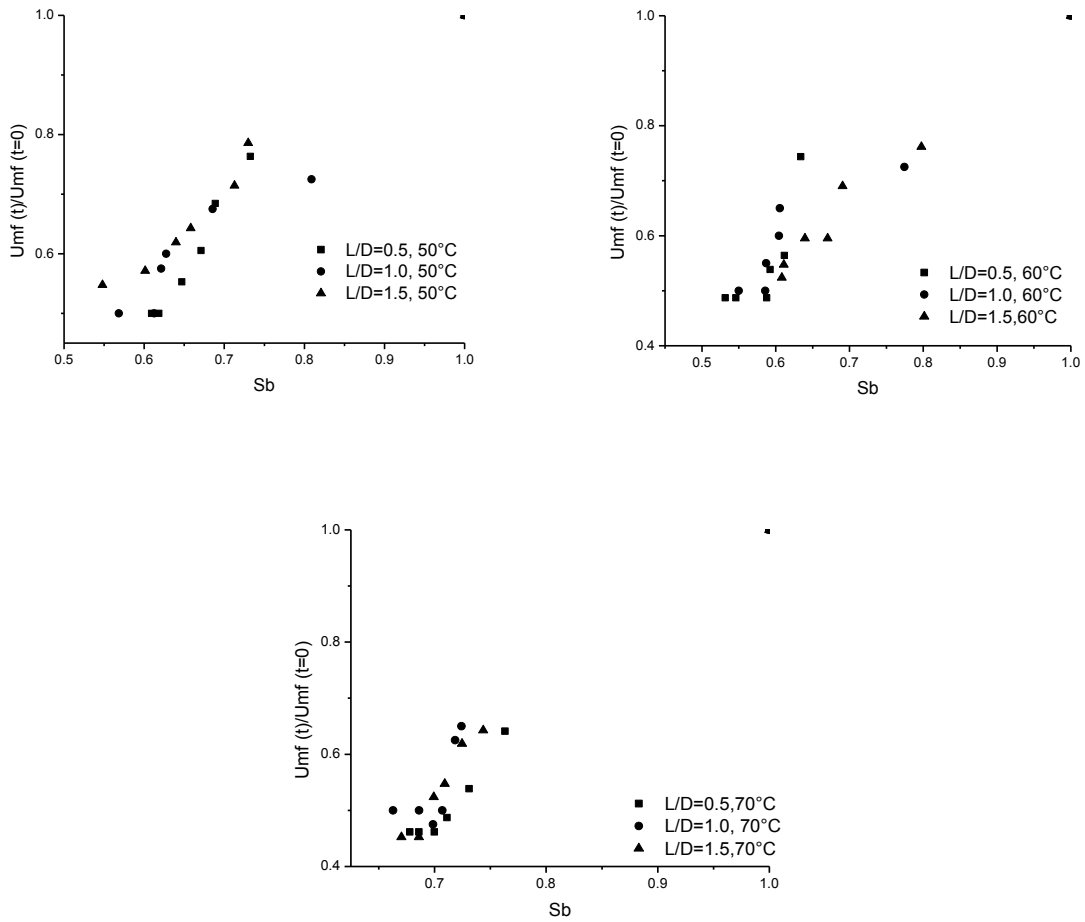 1.0
0.8
0.6
Umf (t)/Umf (t=0)
L/D=0.5, 50°C
L/D=1.0, 50°C
L/D=1.5, 50°C
0.5 0.6 0.7 0.8 0.9 1.0
Sb
1.0
0.8
0.6
0.4
Umf (t)/Umf (t=0)
L/D=0.5, 60°C
L/D=1.0, 60°C
L/D=1.5,60°C
0.5 0.6 0.7 0.8 0.9 1.0
Sb
1.0
0.8
0.6
0.4
Umf (t)/Umf (t=0)
L/D=0.5,70°C
L/D=1.0, 70°C
L/D=1.5,70°C
0.7 0.8 0.9 1.0
Sb